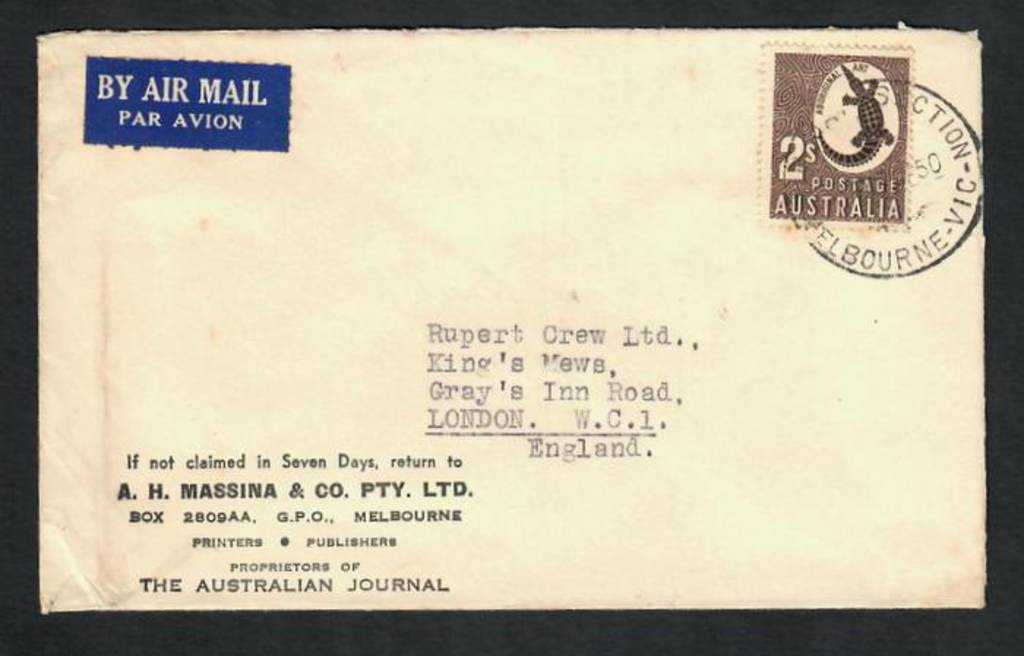 BY AIR MAIL
PAR AVION
ABORIGINAL ART
2S
POSTAGE
AUSTRALIA
50
ELBOURNE-VIC
Rupert Crew Ltd.,
King's Mews,
Gray's Inn Road,
LONDON. W.C.1.
England.
If not claimed in Seven Days, return to
A. H. MASSINA & CO. PTY. LTD.
BOX 2809AA, G.P.O., MELBOURNE
PRINTERS ● PUBLISHERS
PROPRIETORS OF
THE AUSTRALIAN JOURNAL